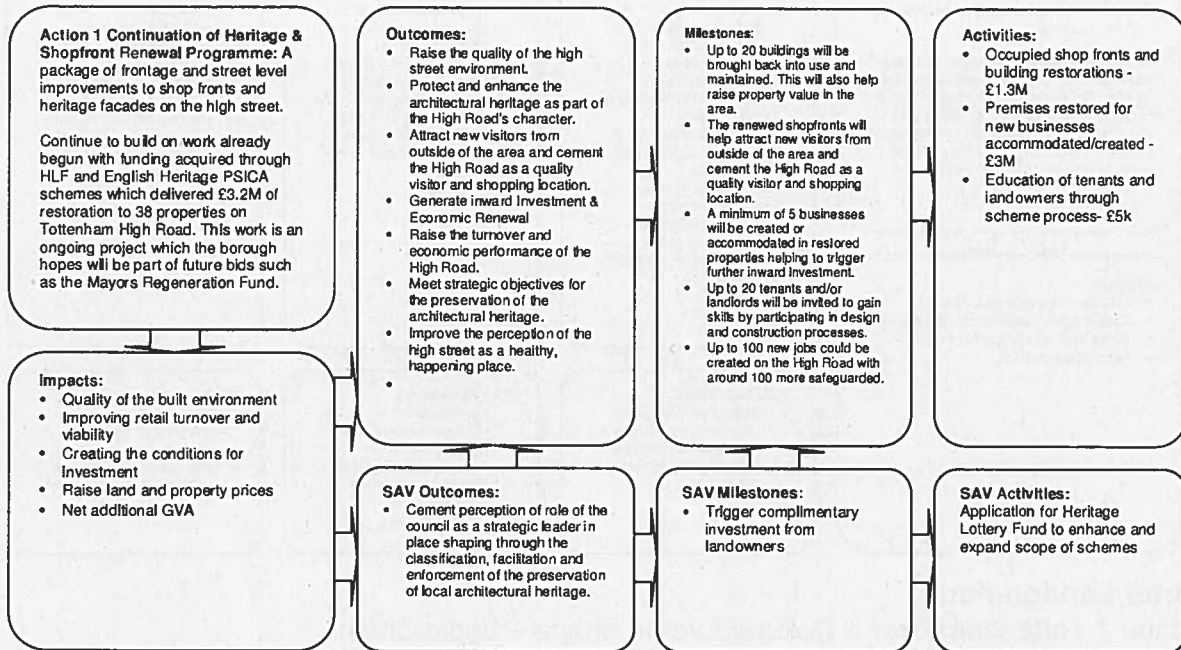 Action 1 Continuation of Heritage &
Shopfront Renewal Programme: A
package of frontage and street level
improvements to shop fronts and
heritage facades on the high street.
Continue to build on work already
begun with funding acquired through
HLF and English Heritage PSICA
schemes which delivered £3.2M of
restoration to 38 properties on
Tottenham High Road. This work is an
ongoing project which the borough
hopes will be part of future bids such
as the Mayors Regeneration Fund.
Impacts:
• Quality of the built environment
• Improving retail turnover and
viability
• Creating the conditions for
Investment
• Raise land and property prices
• Net additional GVA
Outcomes:
• Raise the quality of the high
street environment.
• Protect and enhance the
architectural heritage as part of
the High Road's character.
• Attract new visitors from
outside of the area and cement
the High Road as a quality
visitor and shopping location.
• Generate inward Investment &
Economic Renewal
• Raise the turnover and
economic performance of the
High Road.
• Meet strategic objectives for
the preservation of the
architectural heritage.
• Improve the perception of the
high street as a healthy,
happening place.
•
Milestones:
• Up to 20 buildings will be
brought back into use and
maintained. This will also help
raise property value in the
area.
• The renewed shopfronts will
help attract new visitors from
outside of the area and
cement the High Road as a
quality visitor and shopping
location.
• A minimum of 5 businesses
will be created or
accommodated in restored
properties helping to trigger
further inward investment.
• Up to 20 tenants and/or
landlords will be invited to gain
skills by participating in design
and construction processes.
• Up to 100 new jobs could be
created on the High Road with
around 100 more safeguarded.
Activities:
• Occupied shop fronts and
building restorations -
£1.3M
• Premises restored for
new businesses
accommodated/created -
£3M
• Education of tenants and
landowners through
scheme process- £5k
SAV Outcomes:
• Cement perception of role of the
council as a strategic leader in
place shaping through the
classification, facilitation and
enforcement of the preservation
of local architectural heritage.
SAV Milestones:
• Trigger complimentary
investment from
landowners
SAV Activities:
Application for Heritage
Lottery Fund to enhance and
expand scope of schemes